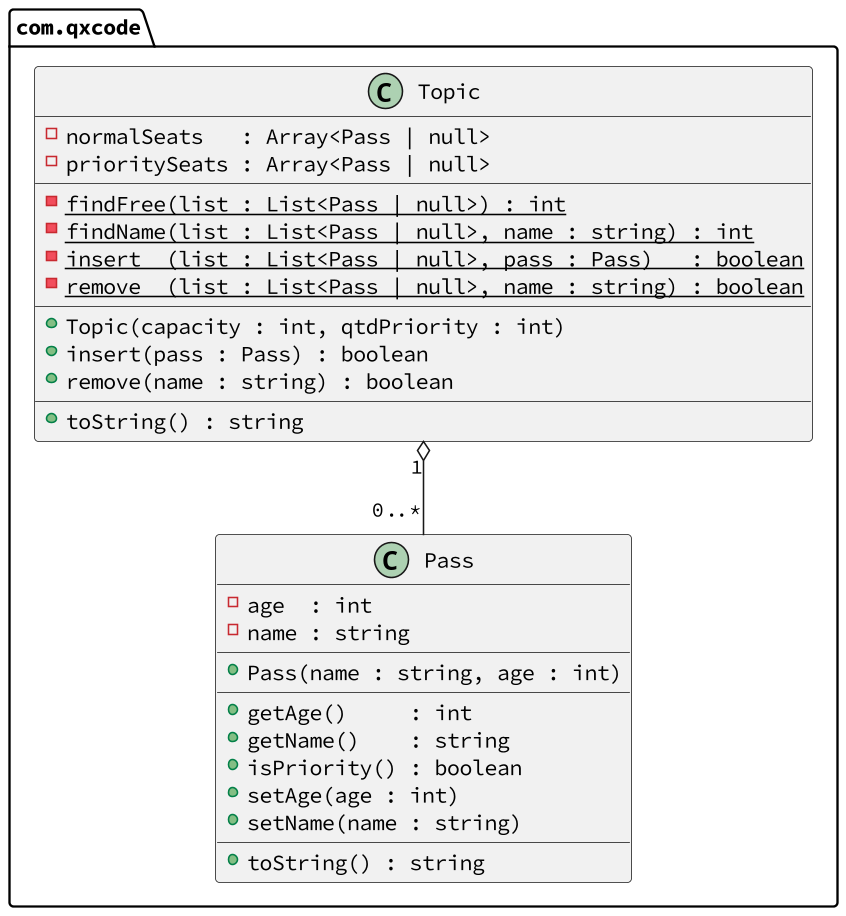 com.qxcode
C Topic
normalSeats   : Array<Pass | null>
prioritySeats : Array<Pass | null>
findFree(list : List<Pass | null>) : int
findName(list : List<Pass | null>, name : string) : int
insert  (list : List<Pass | null>, pass : Pass)   : boolean
remove  (list : List<Pass | null>, name : string) : boolean
Topic(capacity : int, qtdPriority : int)
insert(pass : Pass) : boolean
remove(name : string) : boolean
toString() : string
1
0..*
C Pass
age  : int
name : string
Pass(name : string, age : int)
getAge()     : int
getName()    : string
isPriority() : boolean
setAge(age : int)
setName(name : string)
toString() : string